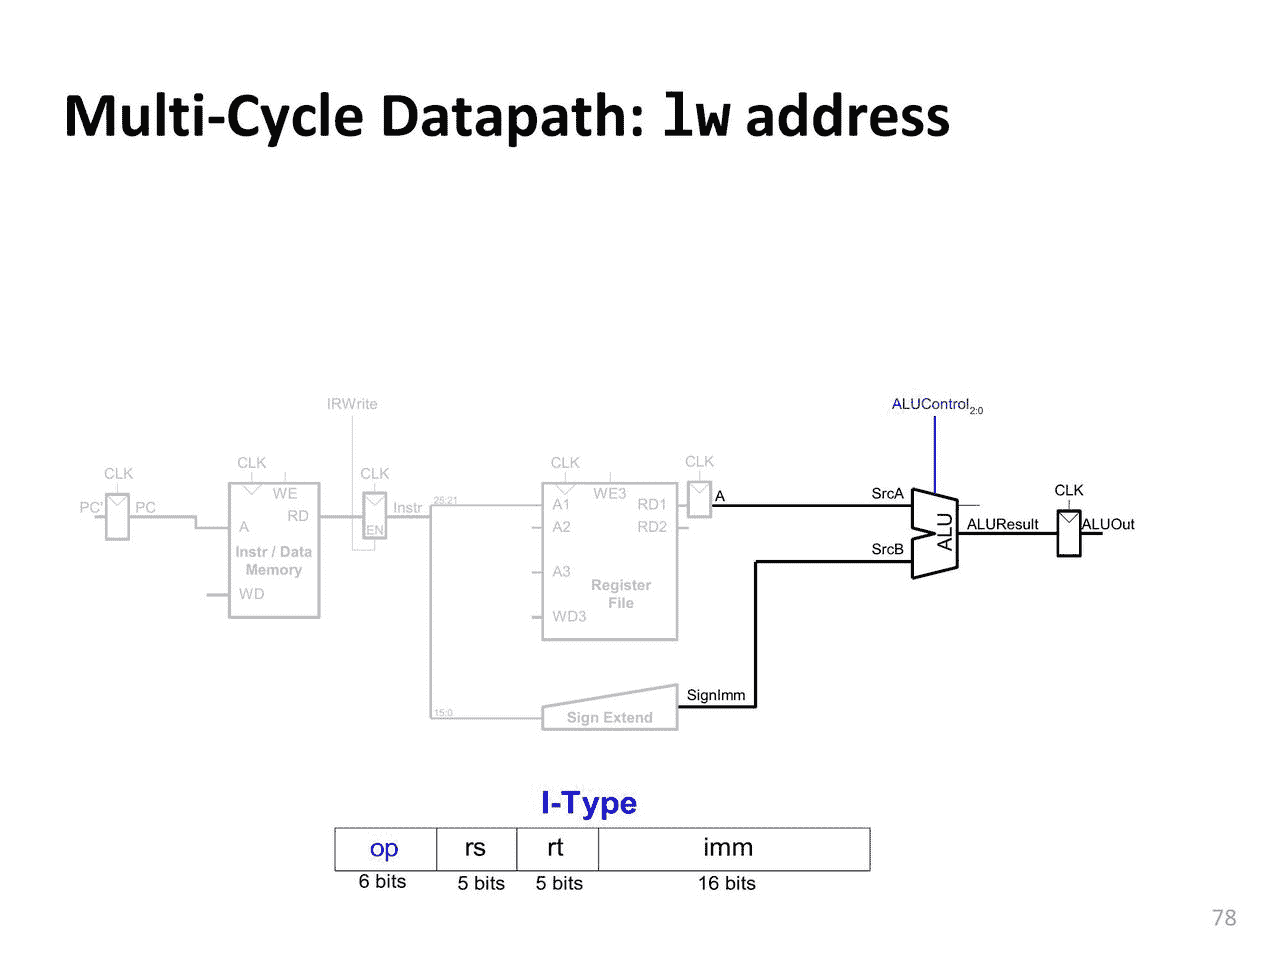 Multi-Cycle Datapath: lw address
IRWrite
ALUControl2:0
CLK
CLK
CLK
CLK
CLK
CLK
PC'
PC
WE
RD
A
Instr / Data
Memory
WD
EN
Instr
25:21
WE3
A1
RD1
A2
RD2
A3
Register
File
WD3
A
SrcA
SrcB
ALU
ALUResult
ALUOut
15:0
Sign Extend
SignImm
I-Type
op rs rt imm
6 bits 5 bits 5 bits 16 bits
78